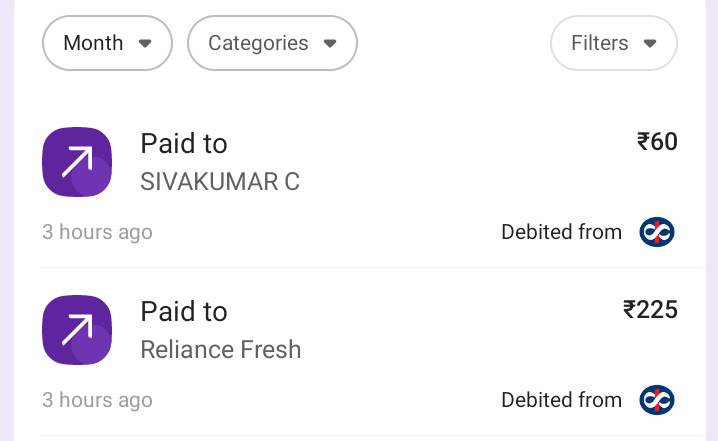 Month
Categories
Filters
Paid to
₹60
SIVAKUMAR C
3 hours ago
Debited from
Paid to
₹225
Reliance Fresh
3 hours ago
Debited from